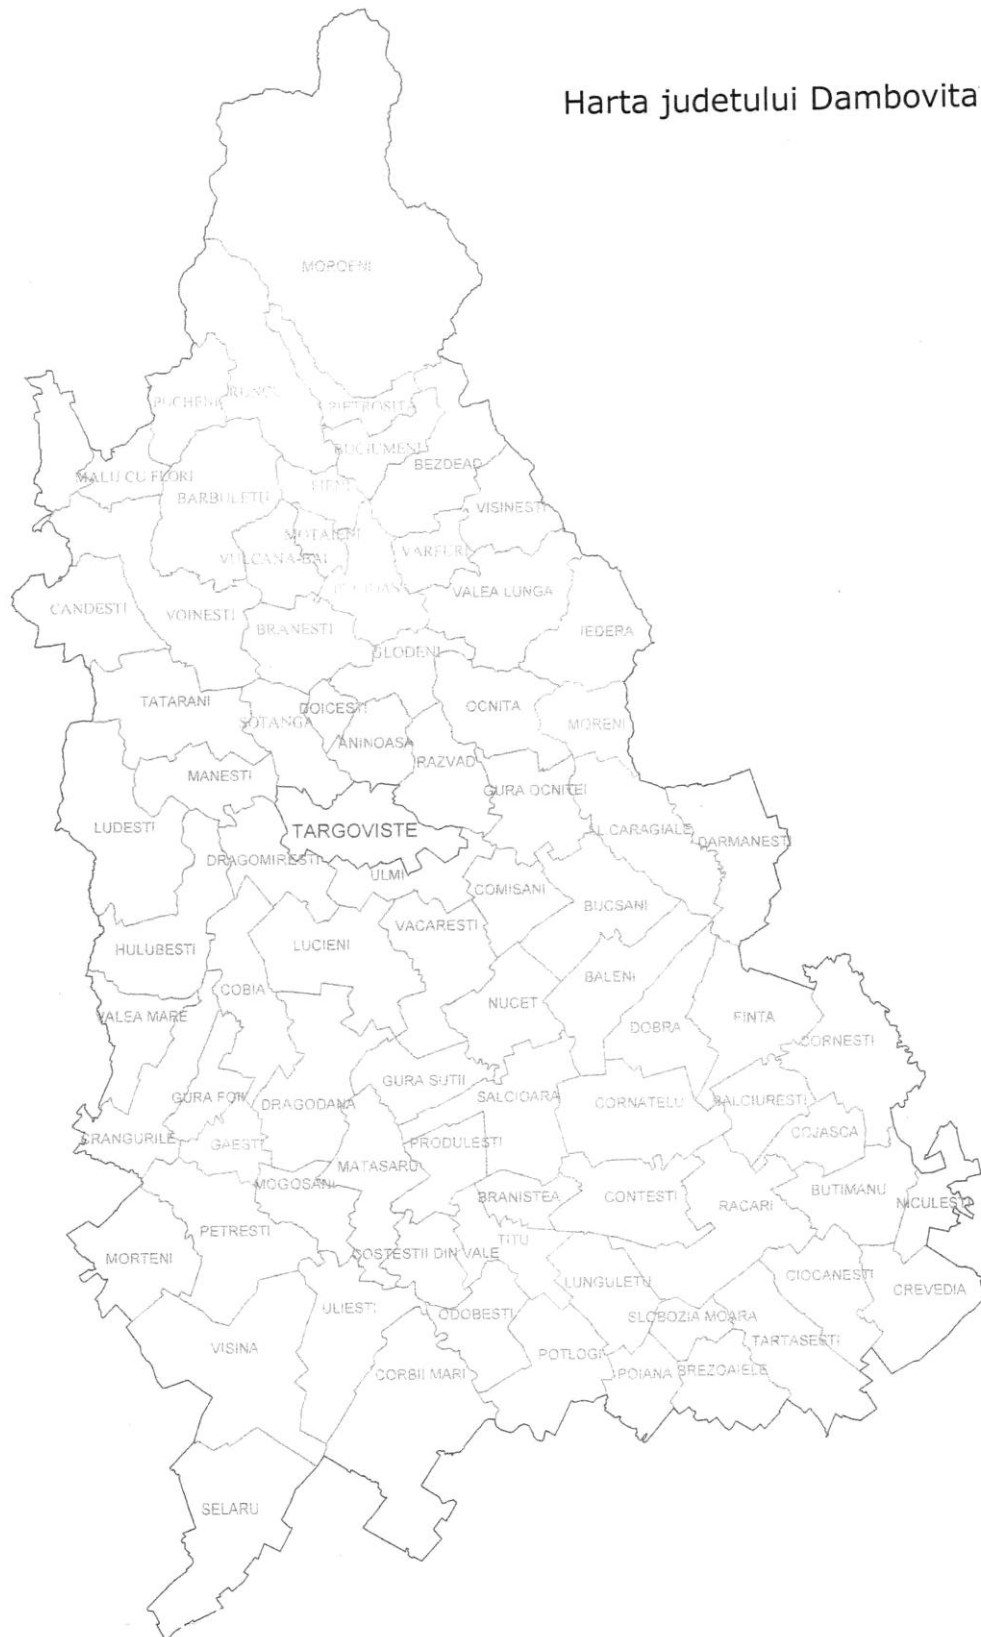 Harta judetului Dambovita
MOROENI
PUCHENI
RUNCU
PIETROSITA
BUCIUMENI
BEZDEAD
MALU CU FLORI
BARBULETU
FIENI
VISINESTI
MOTAIENI
VULCANA-BAI
VARFURI
PUCIOASA
VALEA LUNGA
CANDESTI
VOINESTI
BRANESTI
IEDERA
GLODENI
TATARANI
DOICESTI
OCNITA
SOTANGA
MORENI
ANINOASA
RAZVAD
MANESTI
GURA OCNITEI
LUDESTI
TARGOVISTE
I.L.CARAGIALE
DARMANESTI
DRAGOMIRESTI
ULMI
COMISANI
BUCSANI
VACARESTI
HULUBESTI
LUCIENI
BALENI
COBIA
NUCET
VALEA MARE
DOBRA
FINTA
CORNESTI
GURA SUTII
GURA FOII
DRAGODANA
SALCIOARA
CORNATELU
BALCIURESTI
CRANGURILE
GAESTI
PRODULESTI
COJASCA
MATASARU
MOGOSANI
BRANISTEA
CONTESTI
RACARI
BUTIMANU
NICULESTI
PETRESTI
TITU
MORTENI
COSTESTII DIN VALE
LUNGULETU
CIOCANESTI
CREVEDIA
ULIESTI
ODOBESTI
SLOBOZIA MOARA
VISINA
TARTASESTI
POTLOGI
CORBII MARI
POIANA
BREZOAIELE
SELARU